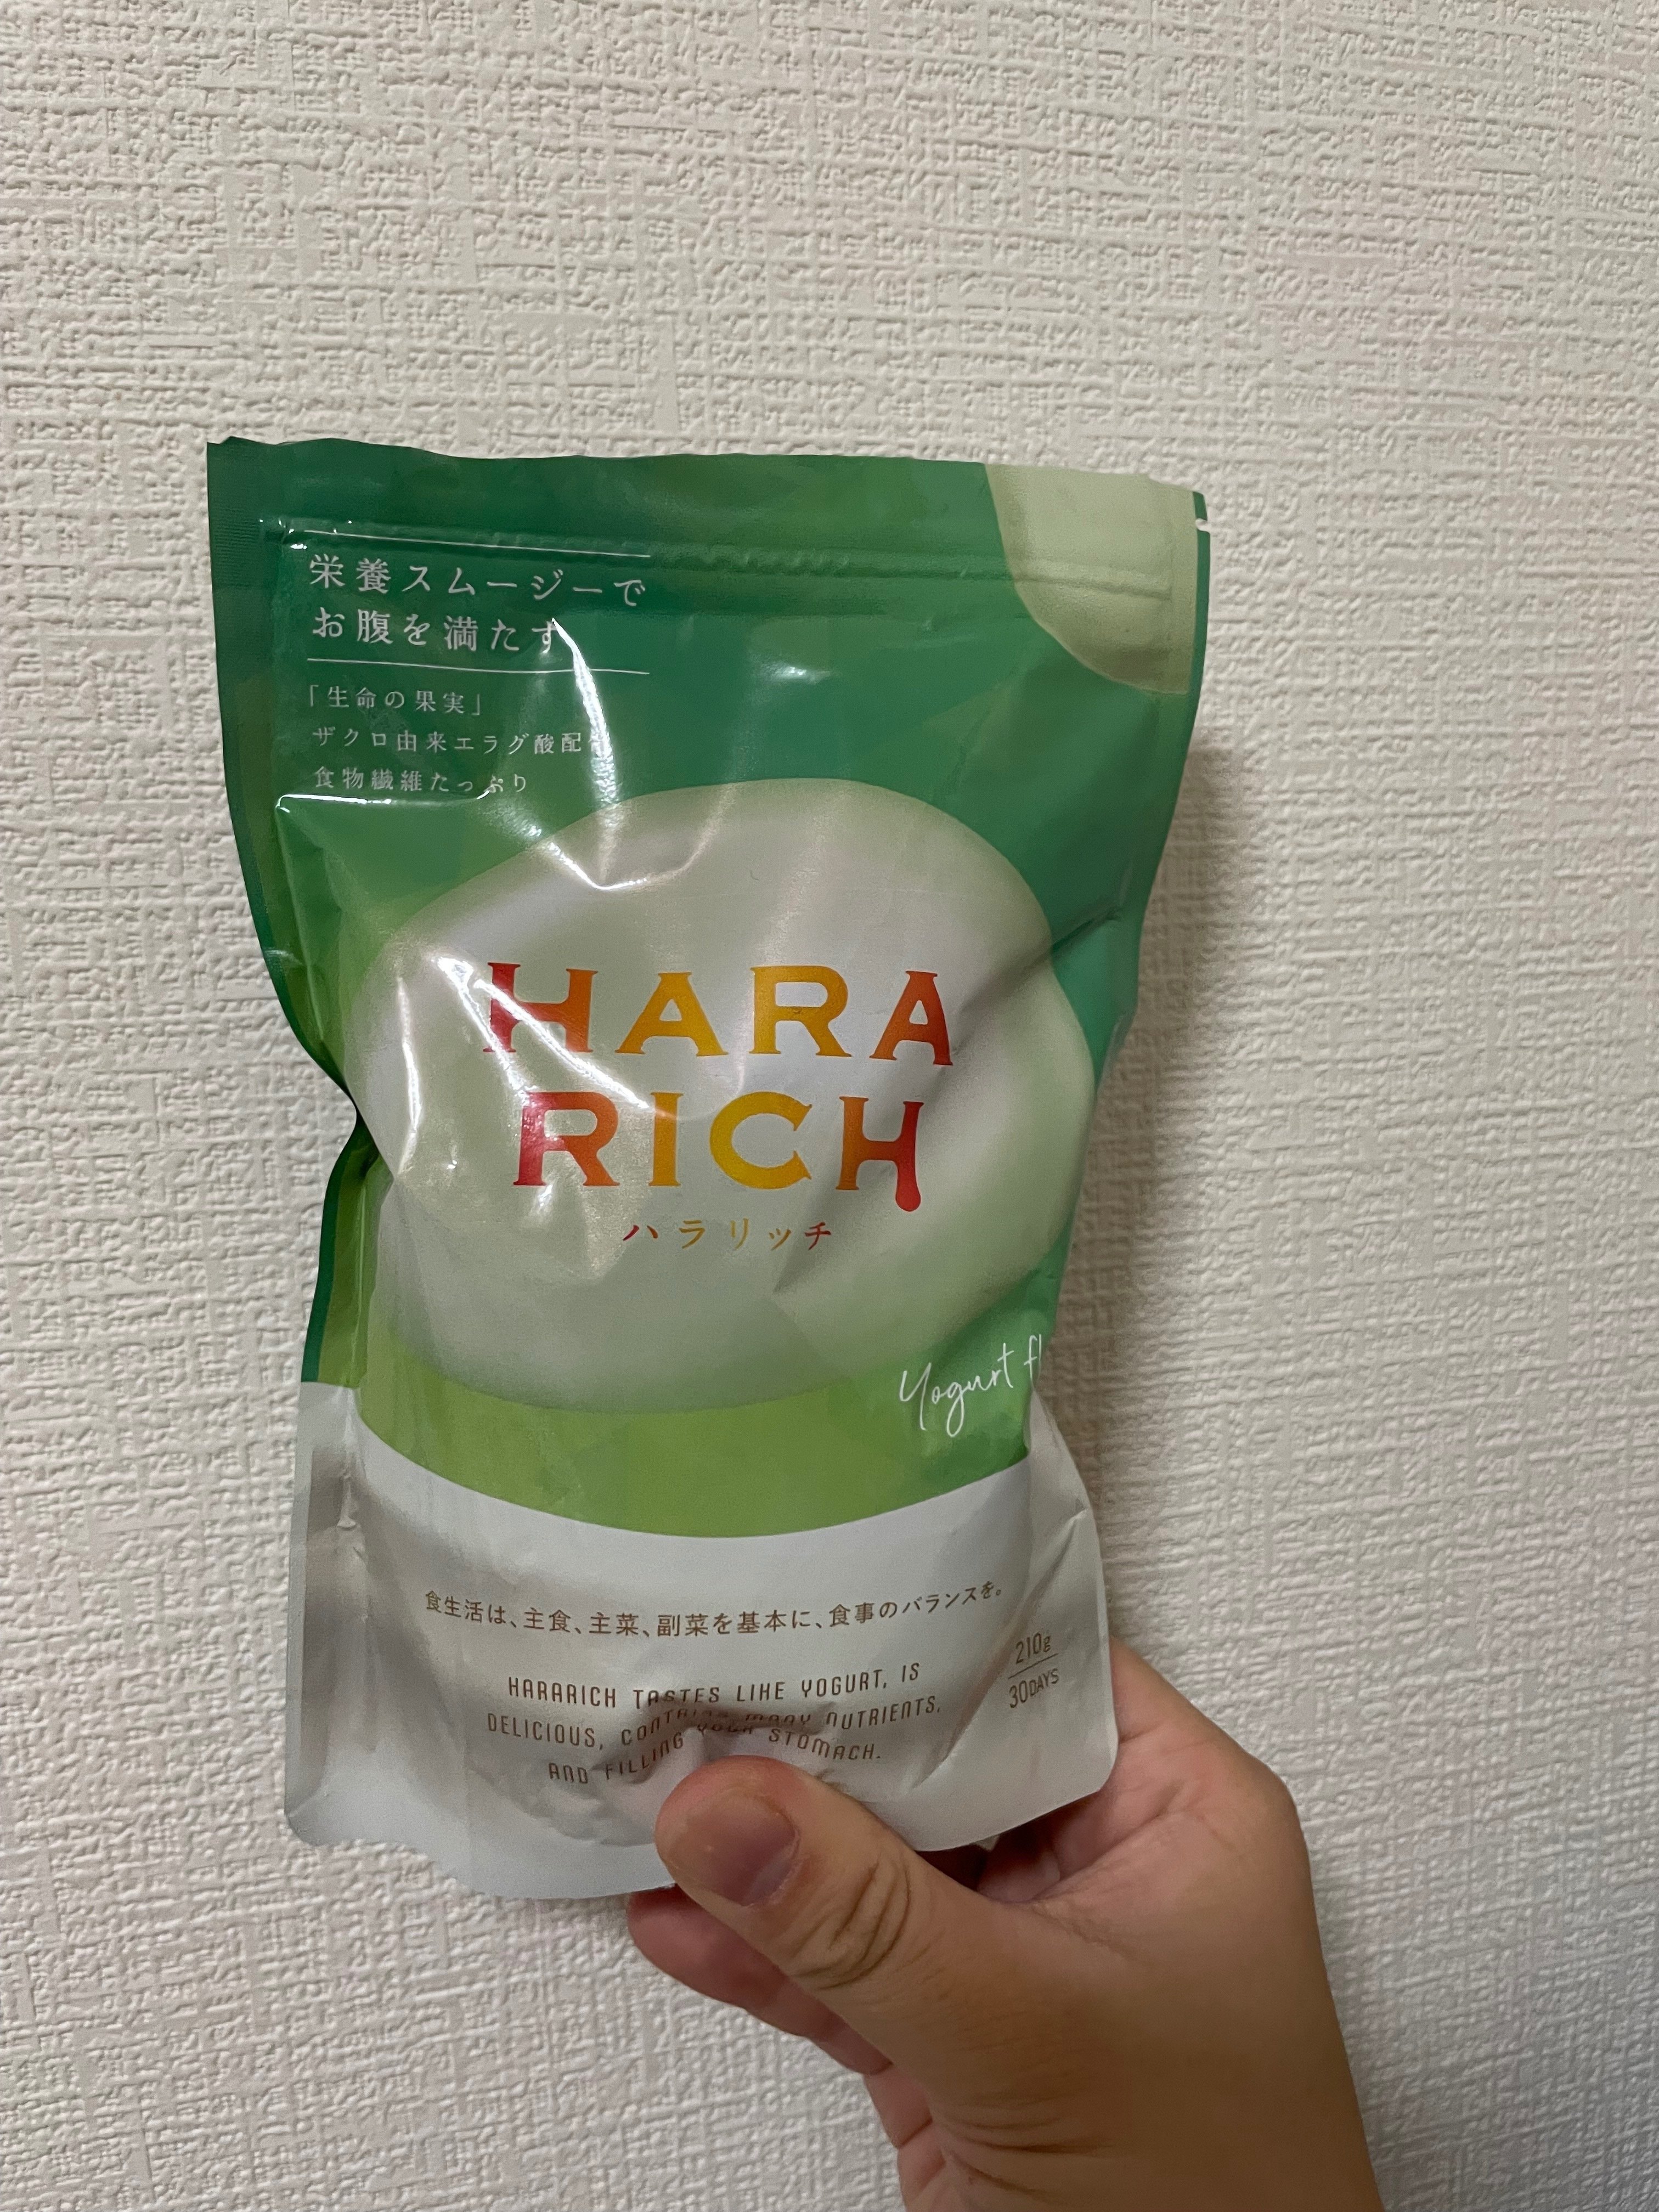 栄養スムージーで
お腹を満たす
「生命の果実」
ザクロ由来エラグ酸配
食物繊維たっぷり
HARA
RICH
ハラリッチ
Yogurt
食生活は、主食、主菜、副菜を基本に、食事のバランスを。
210g
30DAYS
HARARICH TASTES LIKE YOGURT, IS
DELICIOUS, CONTAINS MANY NUTRIENTS,
AND FILLING YOUR STOMACH.